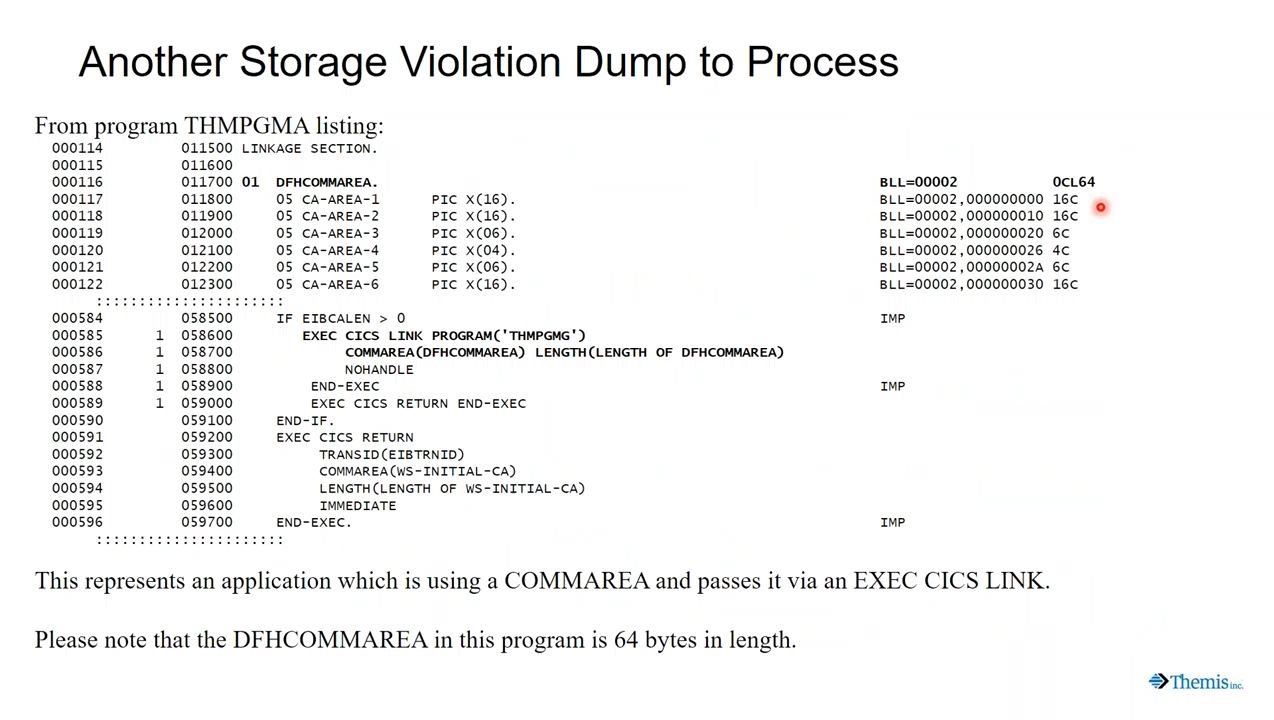 Another Storage Violation Dump to Process
From program THMPGMA listing:
000114 011500 LINKAGE SECTION.
000115 011600
000116 011700 01 DFHCOMMAREA. BLL=00002 0CL64
000117 011800 05 CA-AREA-1 PIC X(16). BLL=00002,000000000 16C
000118 011900 05 CA-AREA-2 PIC X(16). BLL=00002,000000010 16C
000119 012000 05 CA-AREA-3 PIC X(06). BLL=00002,000000020 6C
000120 012100 05 CA-AREA-4 PIC X(04). BLL=00002,000000026 4C
000121 012200 05 CA-AREA-5 PIC X(06). BLL=00002,00000002A 6C
000122 012300 05 CA-AREA-6 PIC X(16). BLL=00002,000000030 16C
::::::::::::::::::::::
000584 058500 IF EIBCALEN > 0 IMP
000585 1 058600 EXEC CICS LINK PROGRAM('THMPGMG')
000586 1 058700 COMMAREA(DFHCOMMAREA) LENGTH(LENGTH OF DFHCOMMAREA)
000587 1 058800 NOHANDLE
000588 1 058900 END-EXEC IMP
000589 1 059000 EXEC CICS RETURN END-EXEC
000590 059100 END-IF.
000591 059200 EXEC CICS RETURN
000592 059300 TRANSID(EIBTRNID)
000593 059400 COMMAREA(WS-INITIAL-CA)
000594 059500 LENGTH(LENGTH OF WS-INITIAL-CA)
000595 059600 IMMEDIATE
000596 059700 END-EXEC. IMP
::::::::::::::::::::::
This represents an application which is using a COMMAREA and passes it via an EXEC CICS LINK.
Please note that the DFHCOMMAREA in this program is 64 bytes in length.
Themis inc.